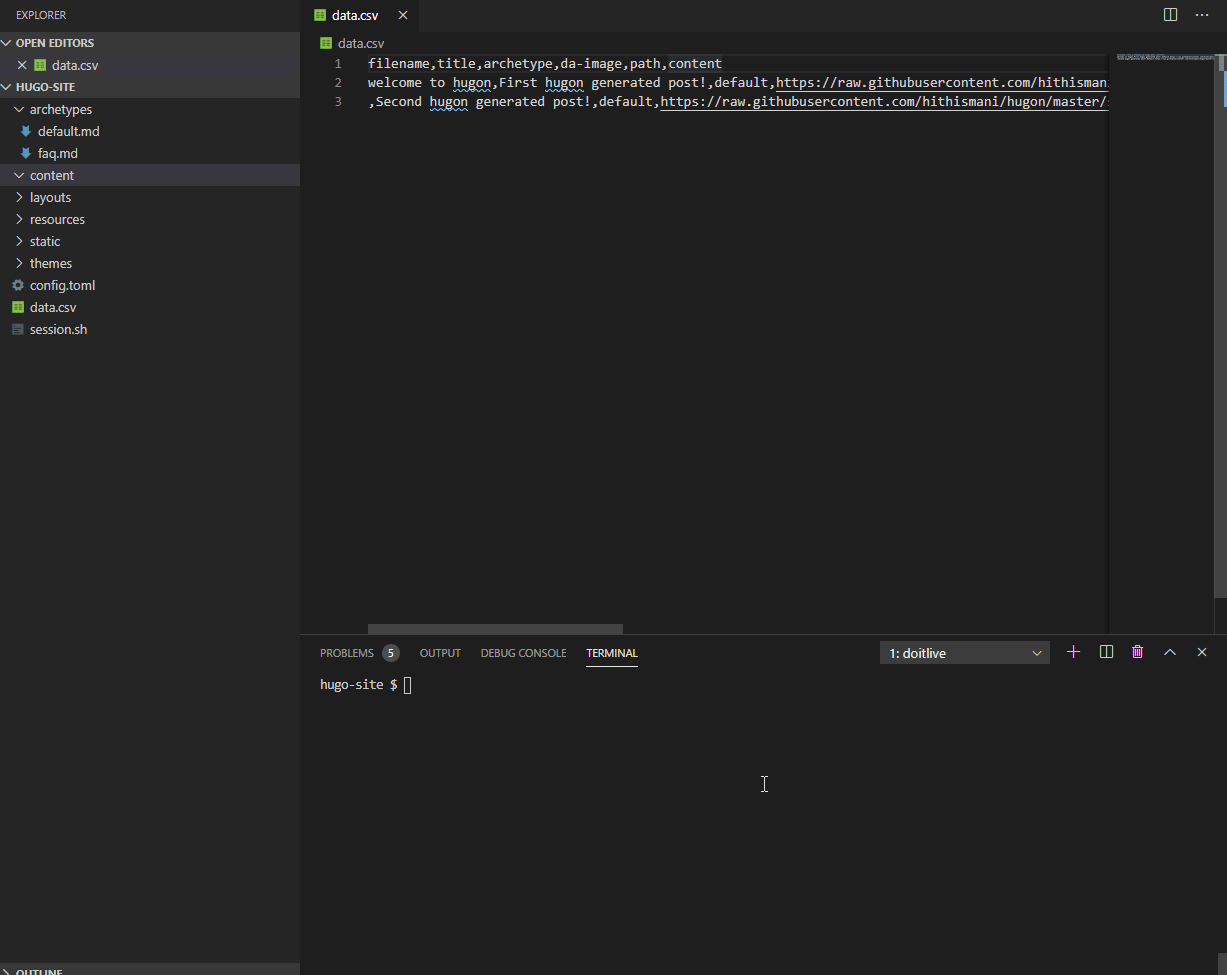 EXPLORER
OPEN EDITORS
data.csv
HUGO-SITE
archetypes
default.md
faq.md
content
layouts
resources
static
themes
config.toml
data.csv
session.sh
OUTLINE
data.csv
data.csv
1 filename,title,archetype,da-image,path,content
2 welcome to hugon,First hugon generated post!,default,https://raw.githubusercontent.com/hithisman
3 ,Second hugon generated post!,default,https://raw.githubusercontent.com/hithismani/hugon/master/
PROBLEMS 5 OUTPUT DEBUG CONSOLE TERMINAL 1: doitlive
hugo-site $